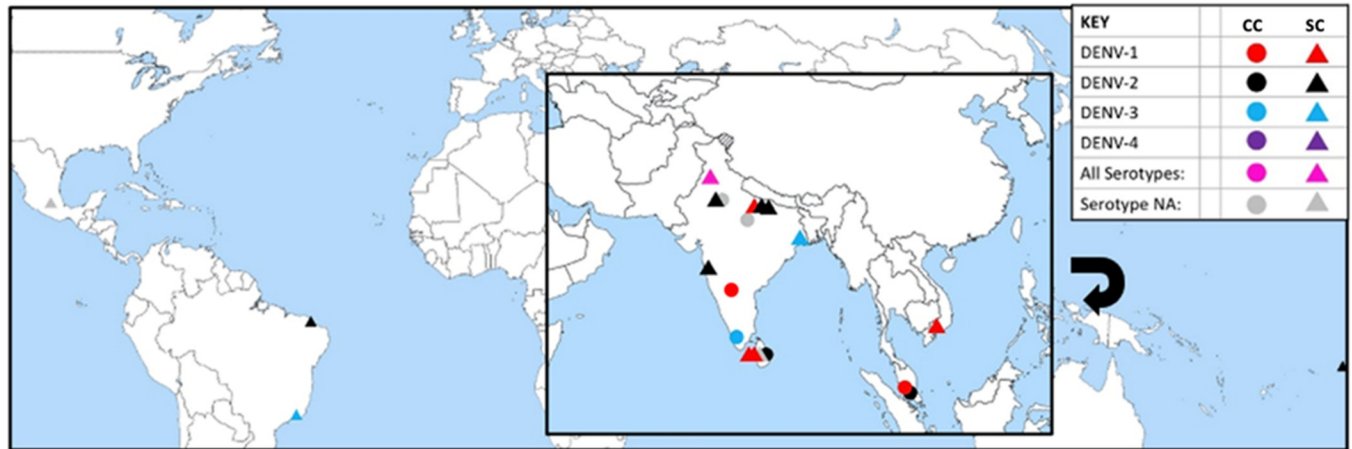 KEY CC SC
DENV-1
DENV-2
DENV-3
DENV-4
All Serotypes:
Serotype NA: